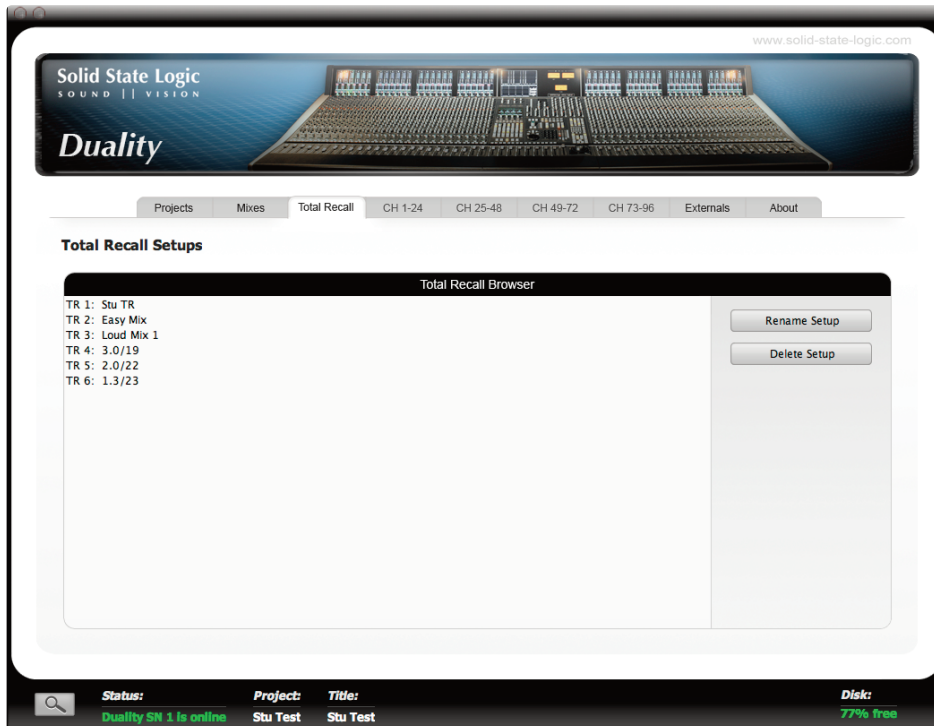 www.solid-state-logic.com
Solid State Logic
SOUND || VISION
Duality
Projects Mixes Total Recall CH 1-24 CH 25-48 CH 49-72 CH 73-96 Externals About
Total Recall Setups
Total Recall Browser
TR 1: Stu TR
TR 2: Easy Mix
TR 3: Loud Mix 1
TR 4: 3.0/19
TR 5: 2.0/22
TR 6: 1.3/23
Rename Setup
Delete Setup
Status: Project: Title: Disk:
Duality SN 1 is online Stu Test Stu Test 77% free